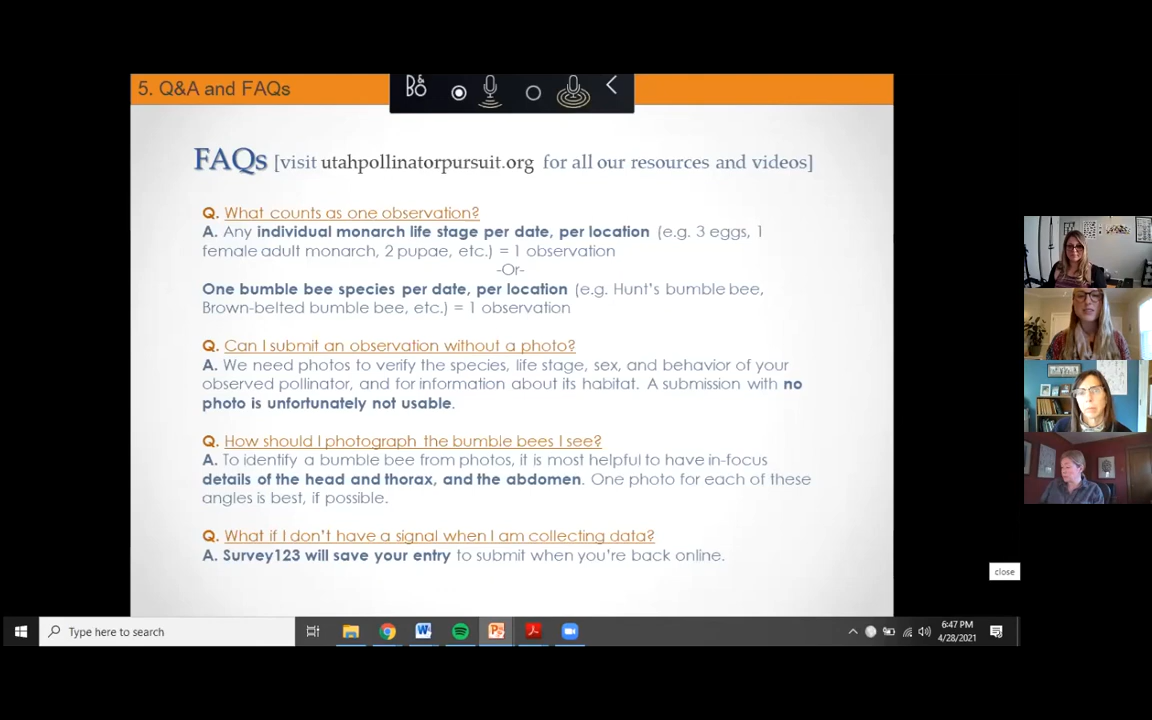 5. Q&A and FAQs
B&O
FAQs [visit utahpollinatorpursuit.org for all our resources and videos]
Q. What counts as one observation?
A. Any individual monarch life stage per date, per location (e.g. 3 eggs, 1
female adult monarch, 2 pupae, etc.) = 1 observation
-Or-
One bumble bee species per date, per location (e.g. Hunt's bumble bee,
Brown-belted bumble bee, etc.) = 1 observation
Q. Can I submit an observation without a photo?
A. We need photos to verify the species, life stage, sex, and behavior of your
observed pollinator, and for information about its habitat. A submission with no
photo is unfortunately not usable.
Q. How should I photograph the bumble bees I see?
A. To identify a bumble bee from photos, it is most helpful to have in-focus
details of the head and thorax, and the abdomen. One photo for each of these
angles is best, if possible.
Q. What if I don't have a signal when I am collecting data?
A. Survey123 will save your entry to submit when you're back online.
close
Type here to search
6:47 PM
4/28/2021